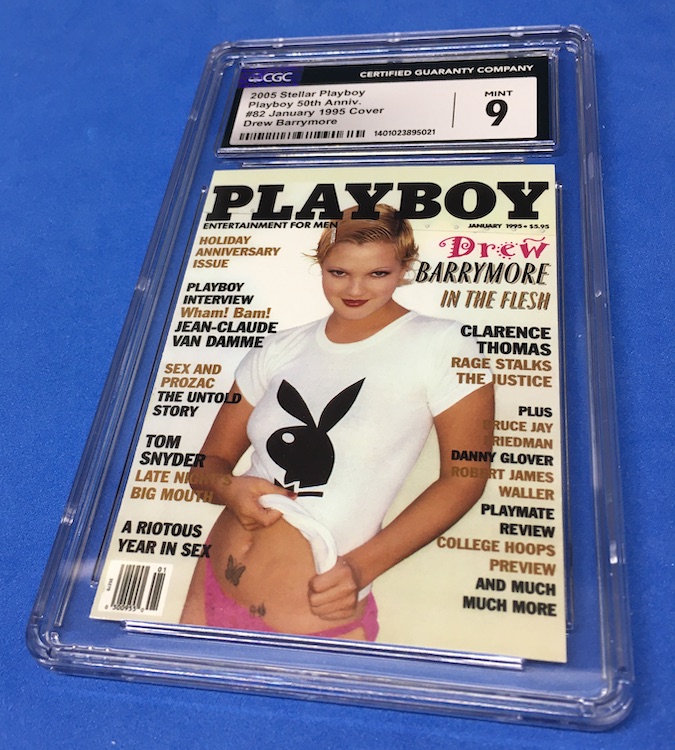 CGC
CERTIFIED GUARANTY COMPANY
2005 Stellar Playboy
Playboy 50th Anniv.
#82 January 1995 Cover
Drew Barrymore
1401023895021
MINT
9
PLAYBOY
ENTERTAINMENT FOR MEN
JANUARY 1995 • $5.95
HOLIDAY
ANNIVERSARY
ISSUE
PLAYBOY
INTERVIEW
Wham! Bam!
JEAN-CLAUDE
VAN DAMME
SEX AND
PROZAC
THE UNTOLD
STORY
TOM
SNYDER
LATE NIGHT'S
BIG MOUTH
A RIOTOUS
YEAR IN SEX
Drew
BARRYMORE
IN THE FLESH
CLARENCE
THOMAS
RAGE STALKS
THE JUSTICE
PLUS
BRUCE JAY
FRIEDMAN
DANNY GLOVER
ROBERT JAMES
WALLER
PLAYMATE
REVIEW
COLLEGE HOOPS
PREVIEW
AND MUCH
MUCH MORE
01